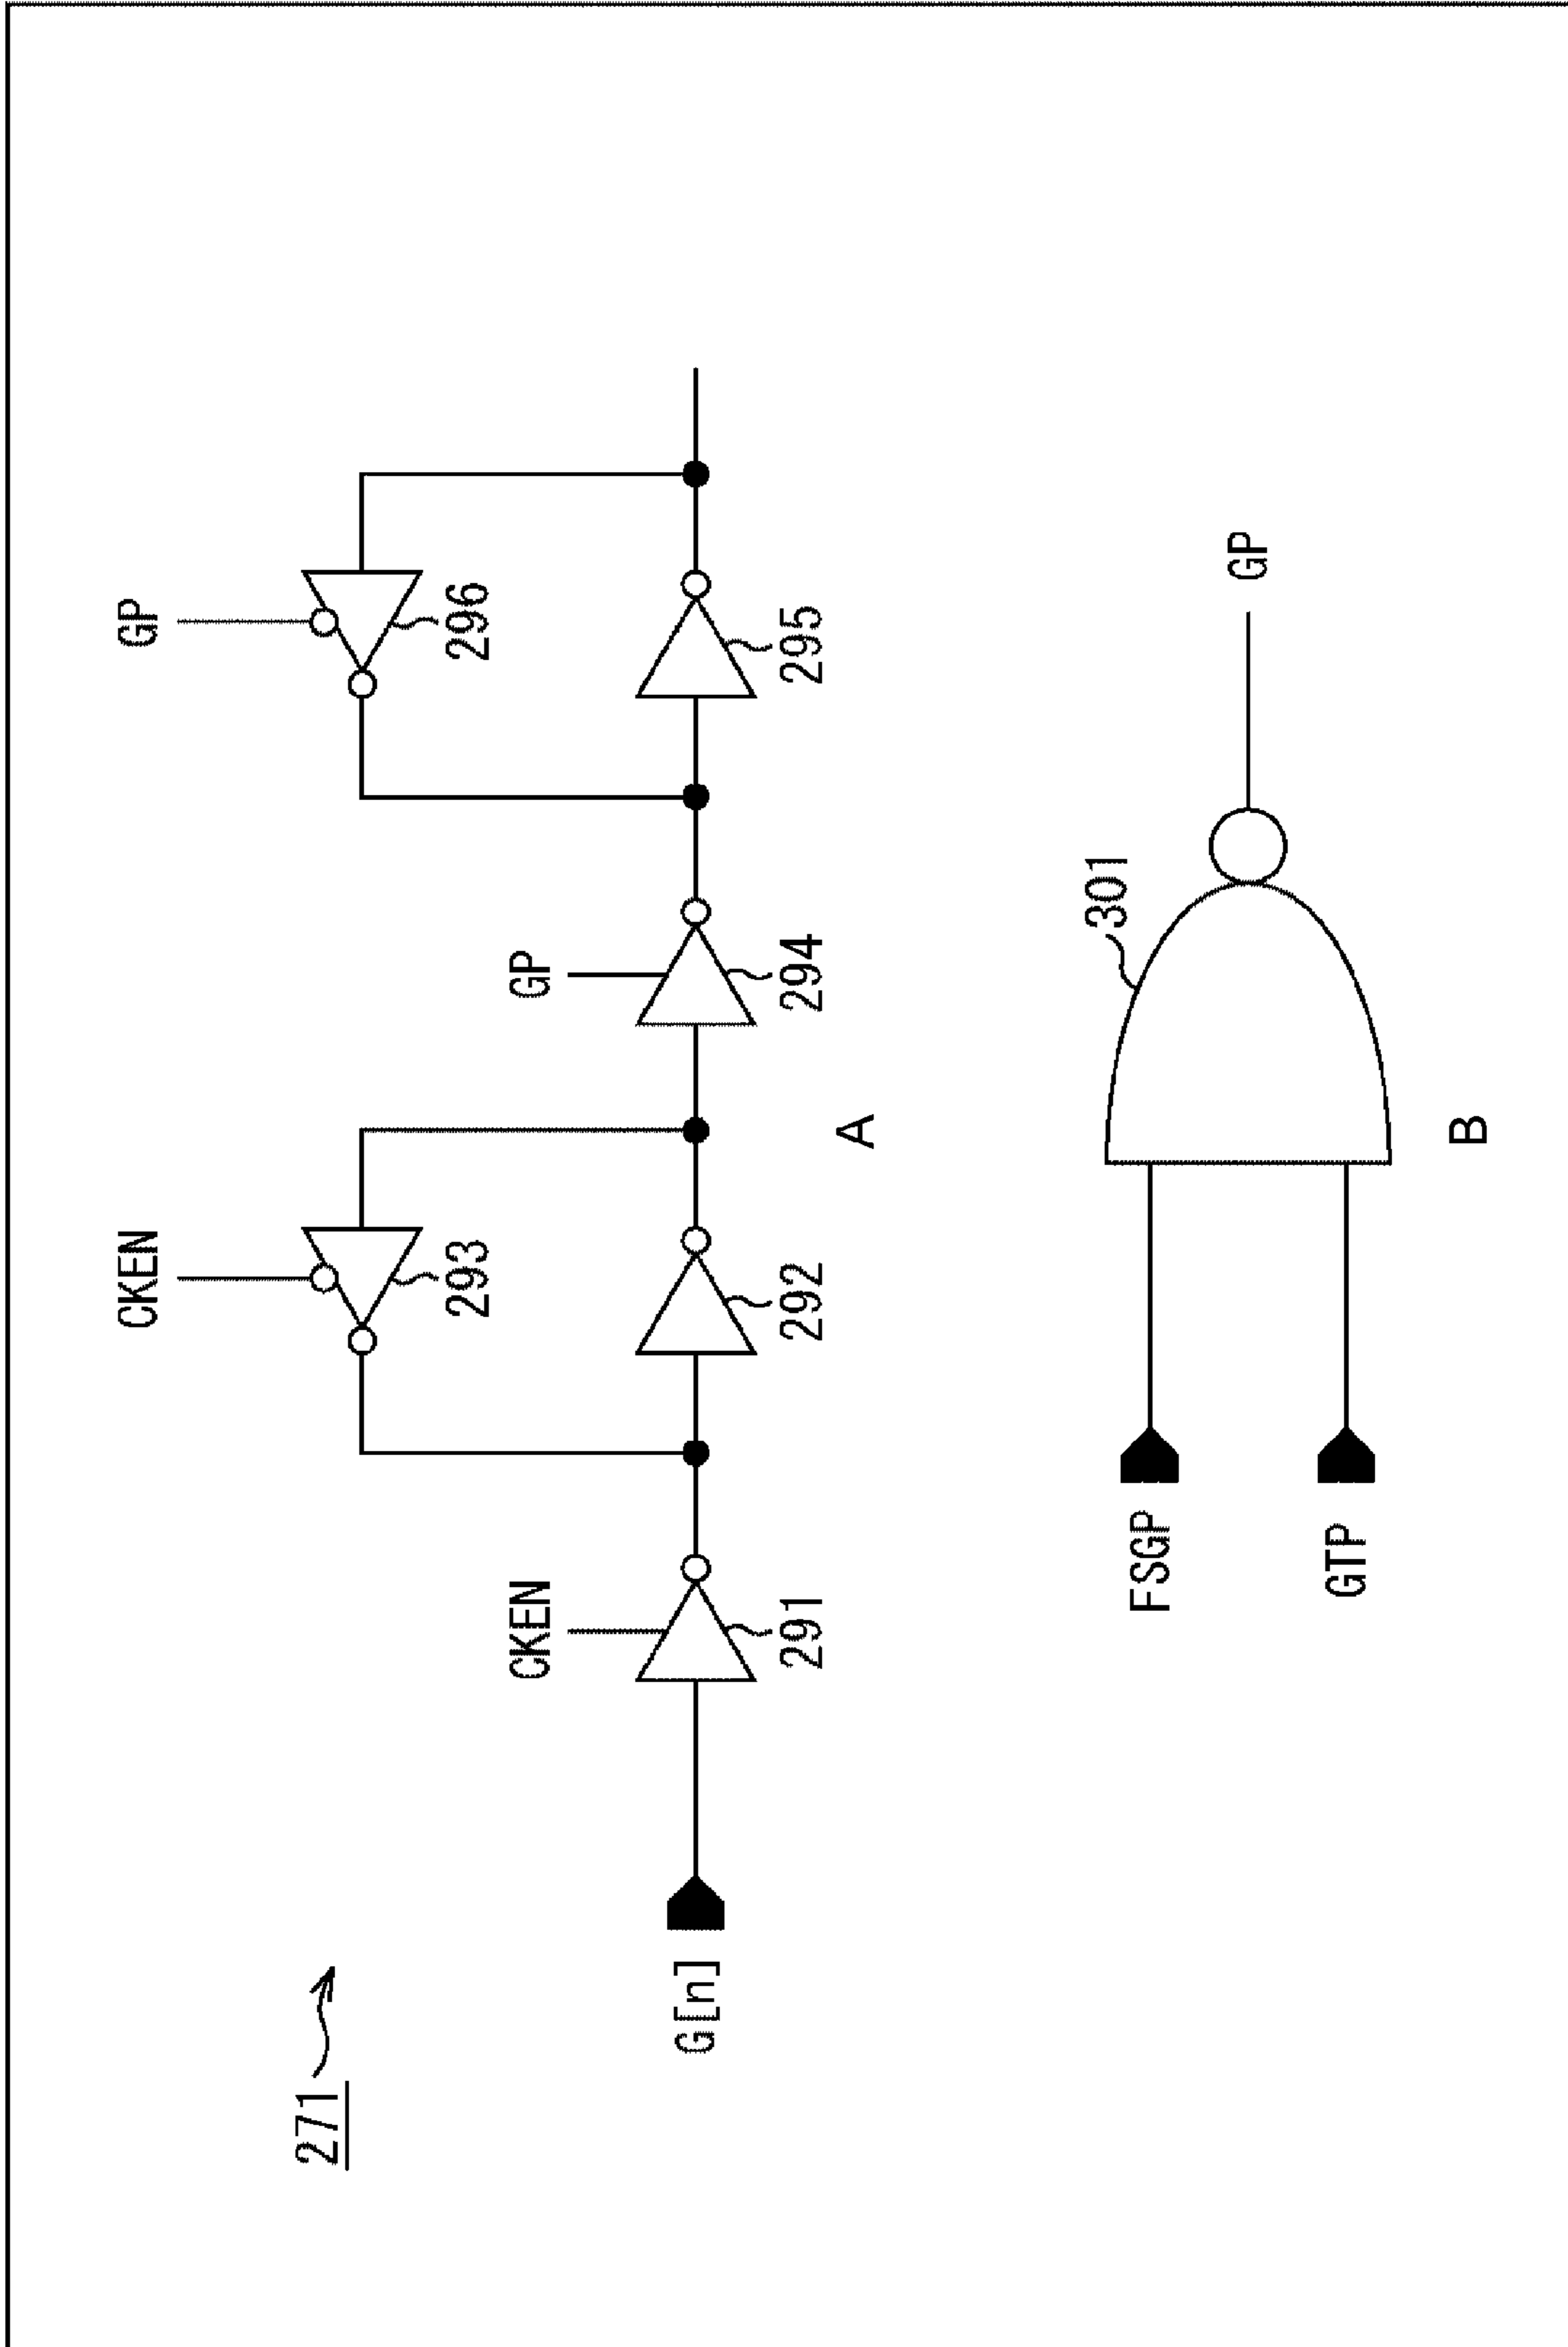 271
CKEN
GP
293
296
CKEN
GP
G[n]
291
292
294
295
A
301
FSGP
GP
GTP
B